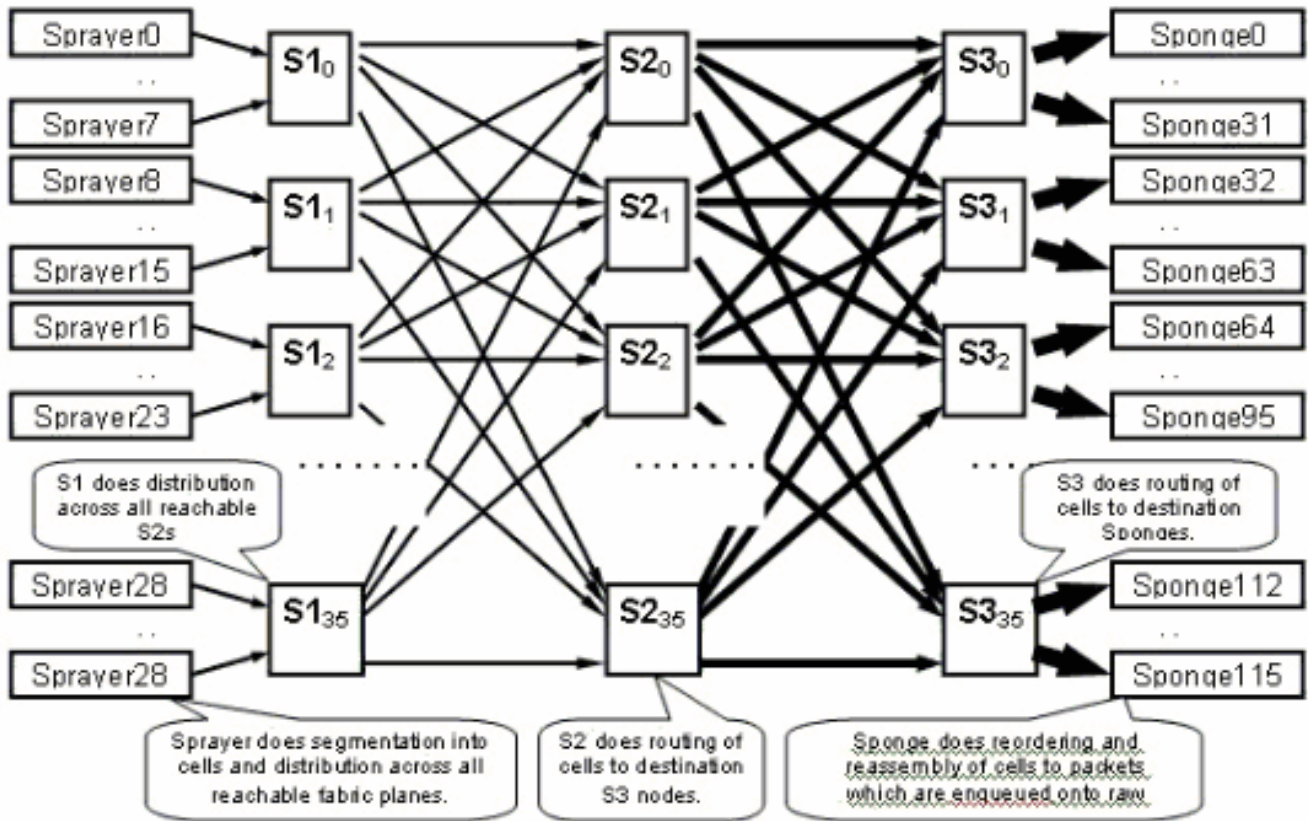 Sprayer0
..
Sprayer7
Sprayer8
..
Sprayer15
Sprayer16
..
Sprayer23
S1 does distribution
across all reachable
S2s
Sprayer28
..
Sprayer28
S1₀
S1₁
S1₂
........
S1₃₅
Sprayer does segmentation into
cells and distribution across all
reachable fabric planes.
S2₀
S2₁
S2₂
........
S2₃₅
S2 does routing of
cells to destination
S3 nodes.
S3₀
S3₁
S3₂
....
S3₃₅
S3 does routing of
cells to destination
Sponges.
Sponge0
..
Sponge31
Sponge32
..
Sponge63
Sponge64
..
Sponge95
Sponge112
..
Sponge115
Sponge does reordering and
reassembly of cells to packets
which are enqueued onto raw